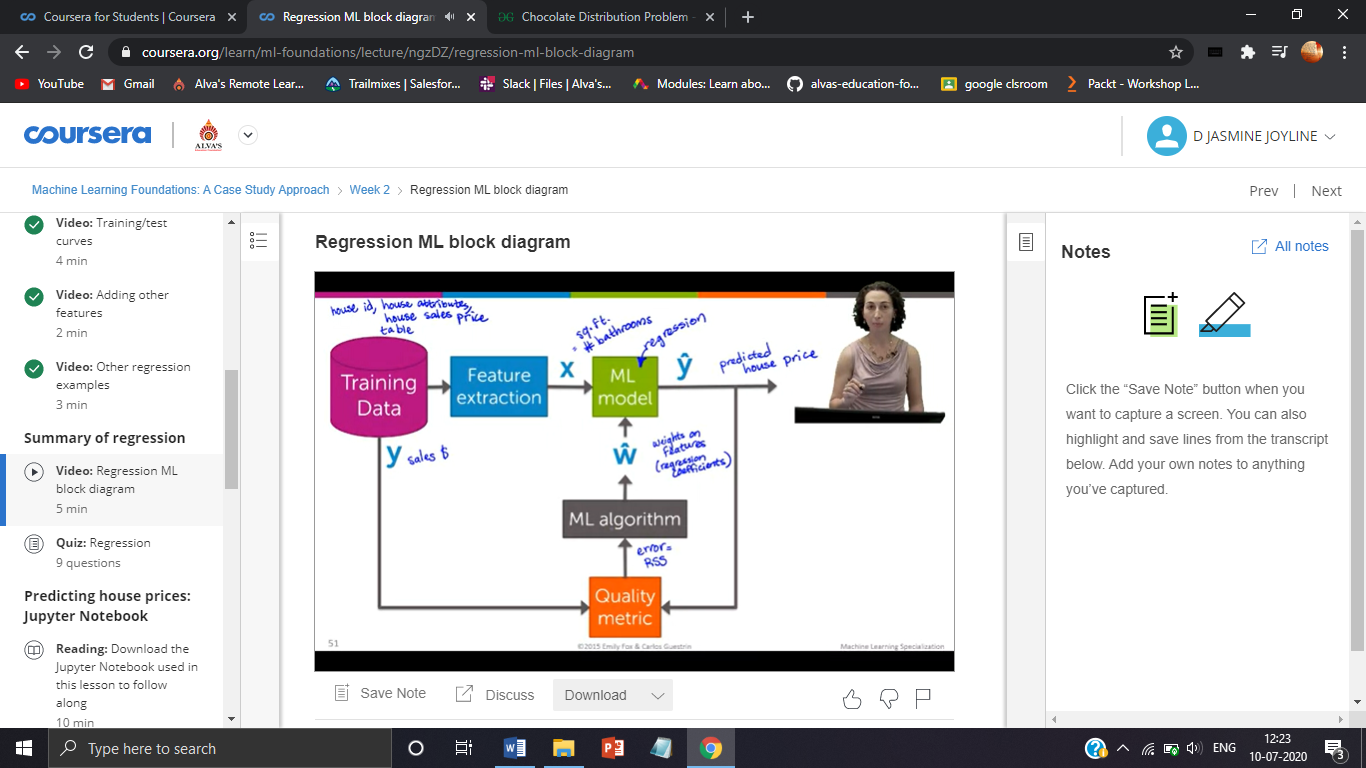 Coursera for Students | Coursera
Regression ML block diagram
Chocolate Distribution Problem -
coursera.org/learn/ml-foundations/lecture/ngzDZ/regression-ml-block-diagram
YouTube
Gmail
Alva's Remote Lear...
Trailmixes | Salesfor...
Slack | Files | Alva's...
Modules: Learn abo...
alvas-education-fo...
google clsroom
Packt - Workshop L...
coursera
ALVA'S
D JASMINE JOYLINE
Machine Learning Foundations: A Case Study Approach > Week 2 > Regression ML block diagram
Prev | Next
Video: Training/test
curves
4 min
Video: Adding other
features
2 min
Video: Other regression
examples
3 min
Summary of regression
Video: Regression ML
block diagram
5 min
Quiz: Regression
9 questions
Predicting house prices:
Jupyter Notebook
Reading: Download the
Jupyter Notebook used in
this lesson to follow
along
10 min
Regression ML block diagram
house id, house attributes,
house sales price
table
Training
Data
Feature
extraction
x
sq.ft.
# bathrooms
regression
ML
model
ŷ
predicted
house price
y
sales $
ŵ
weights on
features
(regression
coefficients)
ML algorithm
error=
RSS
Quality
metric
51
©2015 Emily Fox & Carlos Guestrin
Machine Learning Specialization
Save Note
Discuss
Download
Notes
All notes
Click the “Save Note” button when you
want to capture a screen. You can also
highlight and save lines from the transcript
below. Add your own notes to anything
you’ve captured.
Type here to search
ENG
12:23
10-07-2020
3